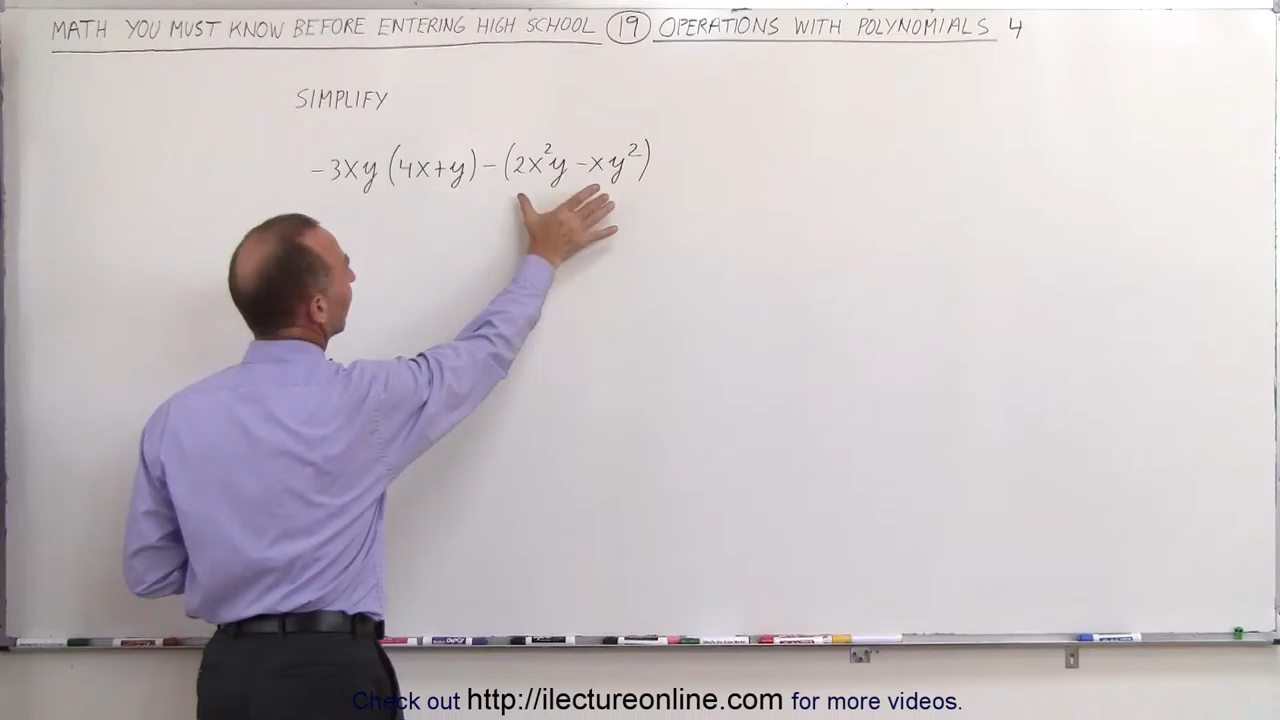 MATH YOU MUST KNOW BEFORE ENTERING HIGH SCHOOL 19 OPERATIONS WITH POLYNOMIALS 4
SIMPLIFY
-3xy (4x+y) - (2x²y - xy²)
Check out http://ilectureonline.com for more videos.